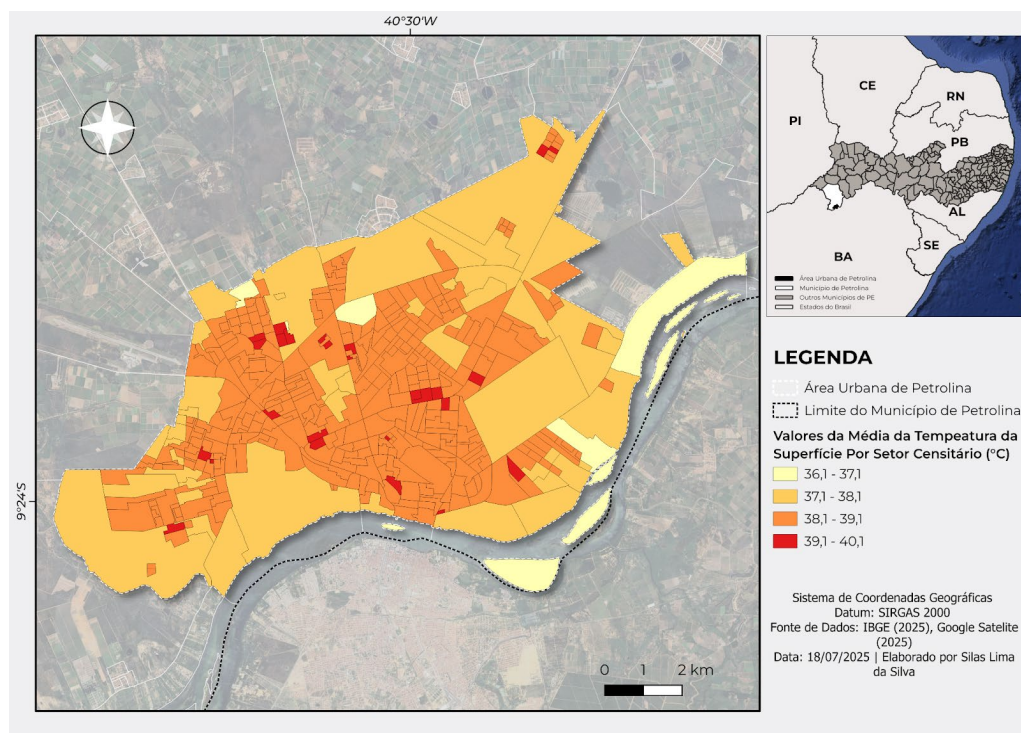 40°30'W
9°24'S
0 1 2 km
CE
RN
PI
PB
AL
SE
BA
Área Urbana de Petrolina
Município de Petrolina
Outros Municípios de PE
Estados do Brasil
LEGENDA
Área Urbana de Petrolina
Limite do Município de Petrolina
Valores da Média da Tempeatura da
Superfície Por Setor Censitário (°C)
36,1 - 37,1
37,1 - 38,1
38,1 - 39,1
39,1 - 40,1
Sistema de Coordenadas Geográficas
Datum: SIRGAS 2000
Fonte de Dados: IBGE (2025), Google Satelite
(2025)
Data: 18/07/2025 | Elaborado por Silas Lima
da Silva